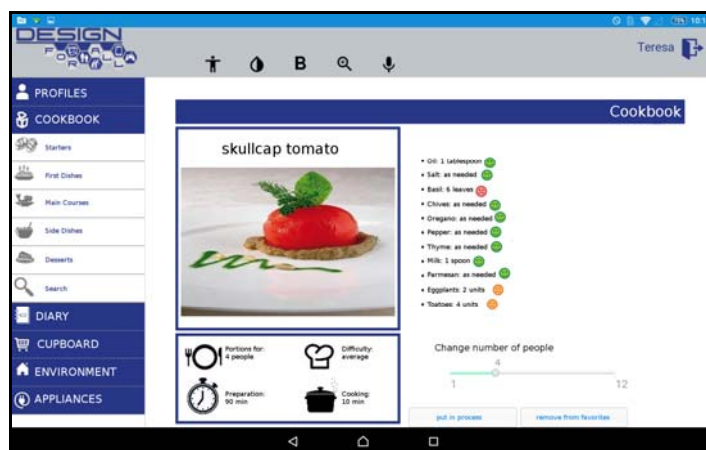 10:1
DESIGN
FOR ALL
Teresa
B
PROFILES
COOKBOOK
Starters
First Dishes
Main Courses
Side Dishes
Desserts
Search
DIARY
CUPBOARD
ENVIRONMENT
APPLIANCES
Cookbook
skullcap tomato
• Oil: 1 tablespoon
• Salt: as needed
• Basil: 6 leaves
• Chives: as needed
• Oregano: as needed
• Pepper: as needed
• Thyme: as needed
• Milk: 1 spoon
• Parmesan: as needed
• Eggplants: 2 units
• Toatoes: 4 units
Portions for:
4 people
Difficulty:
average
Preparation:
90 min
Cooking:
10 min
Change number of people
4
1 12
put in process
remove from favorites